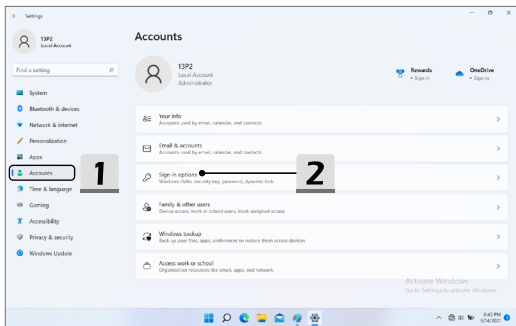 Settings
13P2
Local Account
Find a setting
System
Bluetooth & devices
Network & internet
Personalization
Apps
Accounts
Time & language
Gaming
Accessibility
Privacy & security
Windows Update
1
Accounts
13P2
Local Account
Administrator
Rewards
• Sign in
OneDrive
• Sign in
Your info
Accounts used by email, calendar, and contacts
Email & accounts
Accounts used by email, calendar, and contacts
Sign in options
Windows Hello, security key, password, dynamic lock
2
Family & other users
Device access, work or school users, kiosk assigned access
Windows backup
Back up your files, apps, preferences to restore them across devices
Access work or school
Organization resources like email, apps, and network
Activate Windows
Go to Settings to activate Windows.
9/14/2021